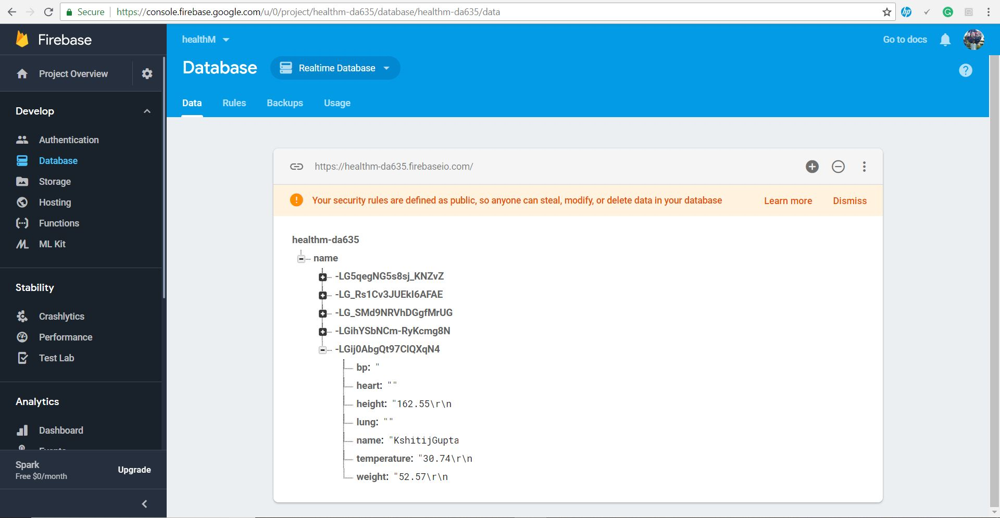 Secure https://console.firebase.google.com/u/0/project/healthm-da635/database/healthm-da635/data
Firebase
healthM
Go to docs
Project Overview
Database
Realtime Database
Data Rules Backups Usage
Develop
Authentication
Database
Storage
Hosting
Functions
ML Kit
Stability
Crashlytics
Performance
Test Lab
Analytics
Dashboard
Events
Spark
Free $0/month
Upgrade
https://healthm-da635.firebaseio.com/
Your security rules are defined as public, so anyone can steal, modify, or delete data in your database Learn more Dismiss
healthm-da635
name
-LG5qegNG5s8sj_KNZvZ
-LG_Rs1Cv3JUEkI6AFAE
-LG_SMd9NRVhDGgfMrUG
-LGihYSbNCm-RyKcmg8N
-LGij0AbgQt97ClQXqN4
bp: "
heart: ""
height: "162.55\r\n
lung: ""
name: "KshitijGupta
temperature: "30.74\r\n
weight: "52.57\r\n